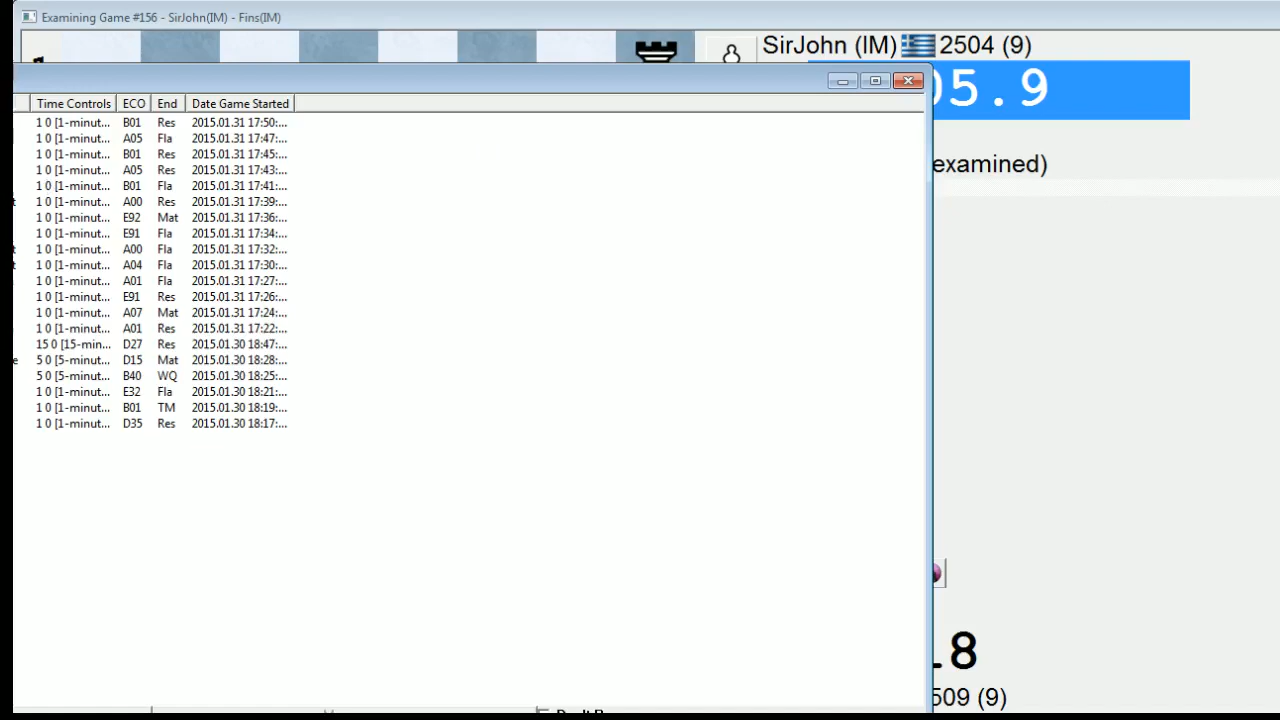 Examining Game #156 - SirJohn(IM) - Fins(IM)
SirJohn (IM) 2504 (9)
05.9
Time Controls ECO End Date Game Started
1 0 [1-minut... B01 Res 2015.01.31 17:50:...
1 0 [1-minut... A05 Fla 2015.01.31 17:47:...
1 0 [1-minut... B01 Res 2015.01.31 17:45:...
examined)
1 0 [1-minut... A05 Res 2015.01.31 17:43:...
1 0 [1-minut... B01 Fla 2015.01.31 17:41:...
1 0 [1-minut... A00 Res 2015.01.31 17:39:...
1 0 [1-minut... E92 Mat 2015.01.31 17:36:...
1 0 [1-minut... E91 Fla 2015.01.31 17:34:...
1 0 [1-minut... A00 Fla 2015.01.31 17:32:...
1 0 [1-minut... A04 Fla 2015.01.31 17:30:...
1 0 [1-minut... A01 Fla 2015.01.31 17:27:...
1 0 [1-minut... E91 Res 2015.01.31 17:26:...
1 0 [1-minut... A07 Mat 2015.01.31 17:24:...
1 0 [1-minut... A01 Res 2015.01.31 17:22:...
15 0 [15-min... D27 Res 2015.01.30 18:47:...
5 0 [5-minut... D15 Mat 2015.01.30 18:28:...
5 0 [5-minut... B40 WQ 2015.01.30 18:25:...
1 0 [1-minut... E32 Fla 2015.01.30 18:21:...
1 0 [1-minut... B01 TM 2015.01.30 18:19:...
1 0 [1-minut... D35 Res 2015.01.30 18:17:...
.8
509 (9)